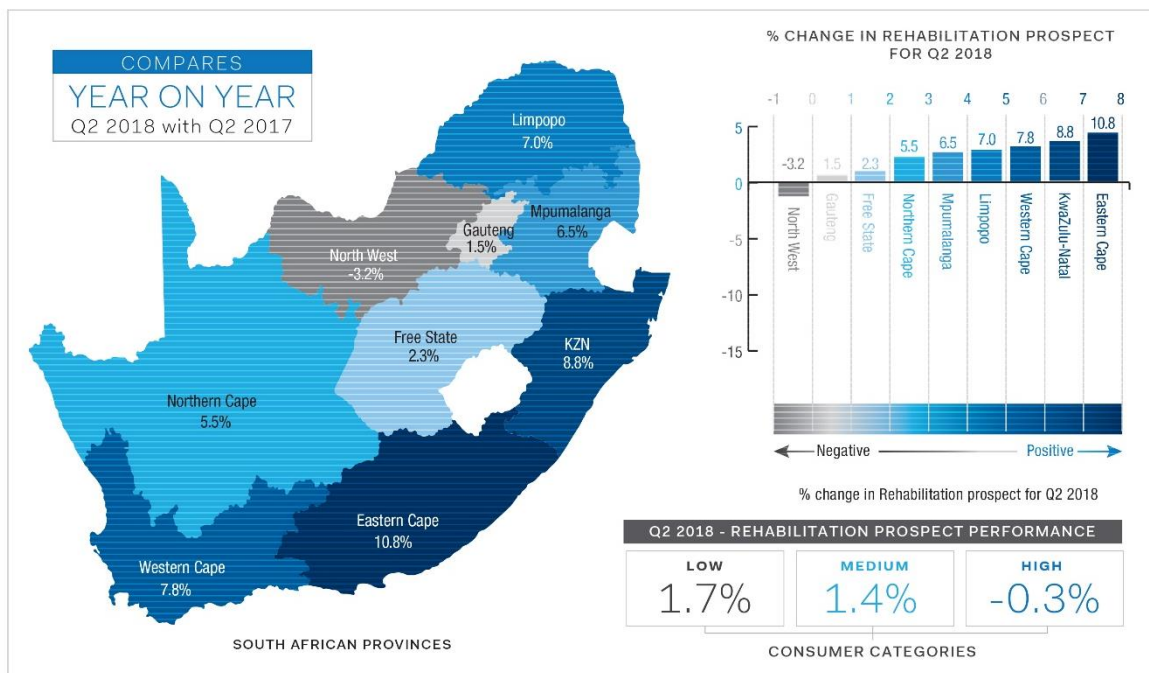 COMPARES
YEAR ON YEAR
Q2 2018 with Q2 2017
Limpopo
7.0%
Mpumalanga
6.5%
Gauteng
1.5%
North West
-3.2%
Free State
2.3%
KZN
8.8%
Northern Cape
5.5%
Eastern Cape
10.8%
Western Cape
7.8%
SOUTH AFRICAN PROVINCES
% CHANGE IN REHABILITATION PROSPECT
FOR Q2 2018
-1 0 1 2 3 4 5 6 7 8
5
0
-5
-10
-15
-3.2 1.5 2.3 5.5 6.5 7.0 7.8 8.8 10.8
North West
Gauteng
Free State
Northern Cape
Mpumalanga
Limpopo
Western Cape
KwaZulu-Natal
Eastern Cape
Negative Positive
% change in Rehabilitation prospect for Q2 2018
Q2 2018 - REHABILITATION PROSPECT PERFORMANCE
LOW
1.7%
MEDIUM
1.4%
HIGH
-0.3%
CONSUMER CATEGORIES